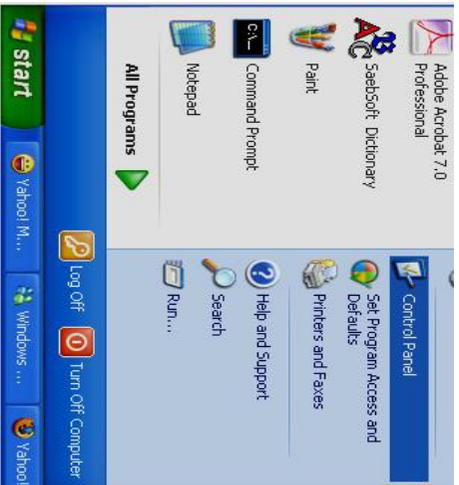 Adobe Acrobat 7.0
Professional
SaebSoft Dictionary
Paint
C:\_
Command Prompt
Notepad
All Programs
Control Panel
Set Program Access and
Defaults
Printers and Faxes
Help and Support
Search
Run...
Log Off
Turn Off Computer
start
Yahoo! M...
Windows ...
Yahoo!